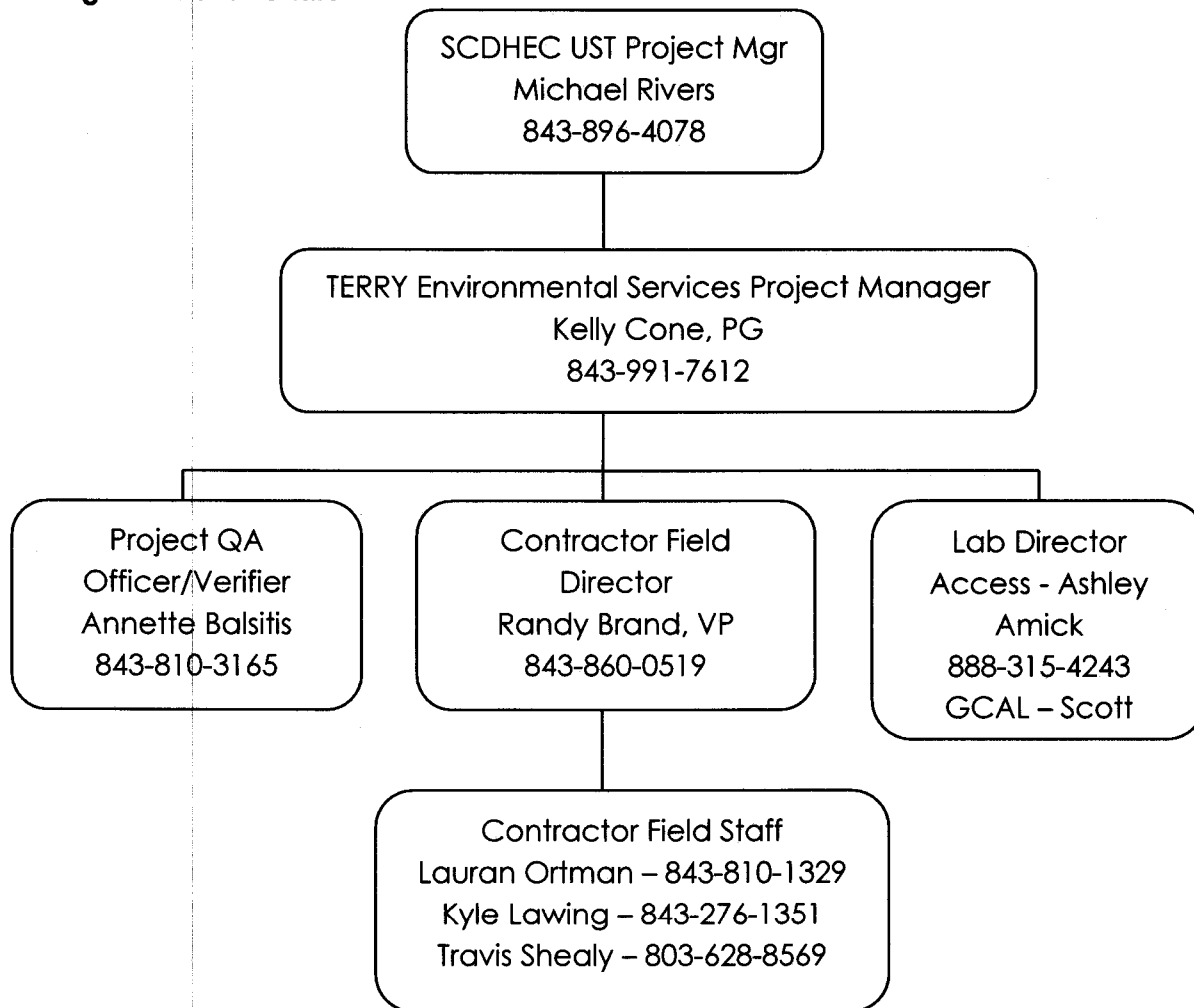 SCDHEC UST Project Mgr
Michael Rivers
843-896-4078
TERRY Environmental Services Project Manager
Kelly Cone, PG
843-991-7612
Project QA
Officer/Verifier
Annette Balsitis
843-810-3165
Contractor Field
Director
Randy Brand, VP
843-860-0519
Lab Director
Access - Ashley
Amick
888-315-4243
GCAL – Scott
Contractor Field Staff
Lauran Ortman – 843-810-1329
Kyle Lawing – 843-276-1351
Travis Shealy – 803-628-8569